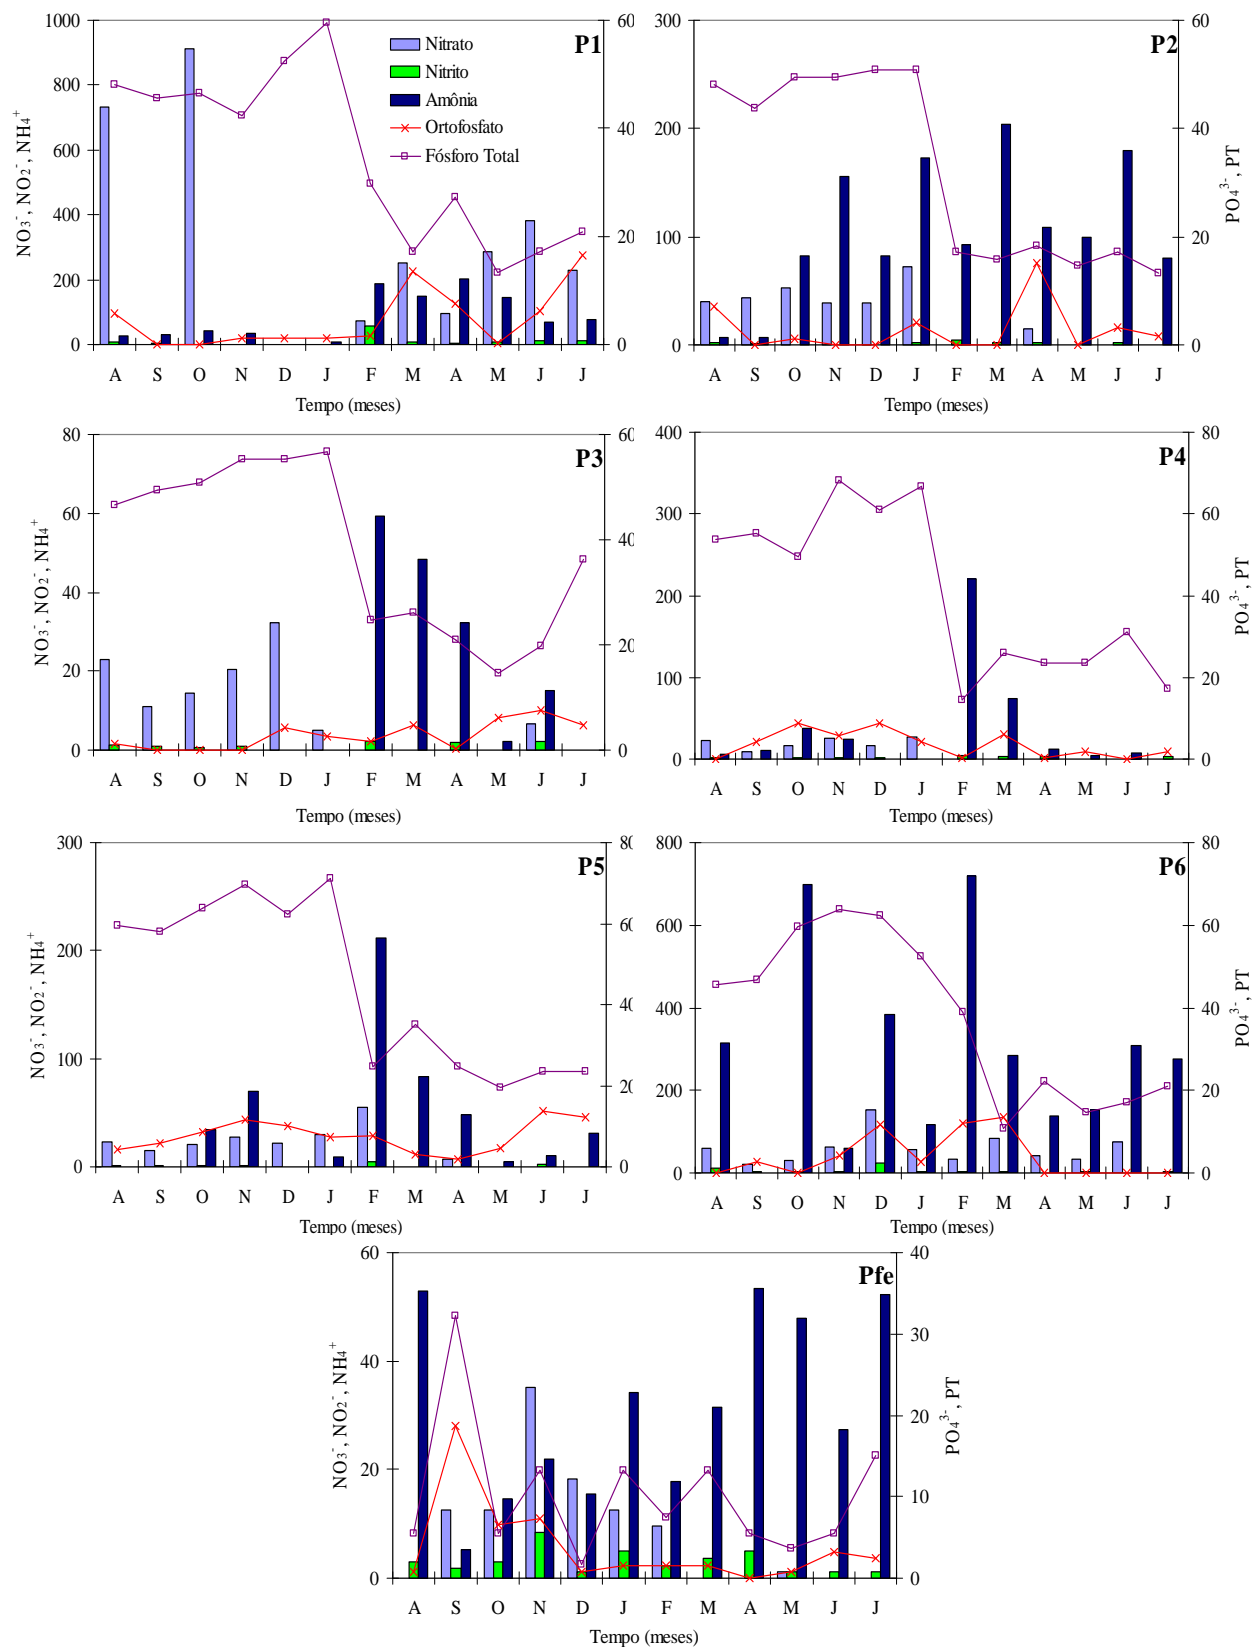 P1
1000
800
600
400
200
0
60
40
20
0
Nitrato
Nitrito
Amônia
Ortofosfato
Fósforo Total
NO₃⁻, NO₂⁻, NH₄⁺
A S O N D J F M A M J J
Tempo (meses)
P2
300
200
100
0
60
40
20
0
PO₄³⁻, PT
A S O N D J F M A M J J
Tempo (meses)
P3
80
60
40
20
0
60
40
20
0
NO₃⁻, NO₂⁻, NH₄⁺
A S O N D J F M A M J J
Tempo (meses)
P4
400
300
200
100
0
80
60
40
20
0
PO₄³⁻, PT
A S O N D J F M A M J J
Tempo (meses)
P5
300
200
100
0
80
60
40
20
0
NO₃⁻, NO₂⁻, NH₄⁺
A S O N D J F M A M J J
Tempo (meses)
P6
800
600
400
200
0
80
60
40
20
0
PO₄³⁻, PT
A S O N D J F M A M J J
Tempo (meses)
Pfe
60
40
20
0
40
30
20
10
0
NO₃⁻, NO₂⁻, NH₄⁺
PO₄³⁻, PT
A S O N D J F M A M J J
Tempo (meses)